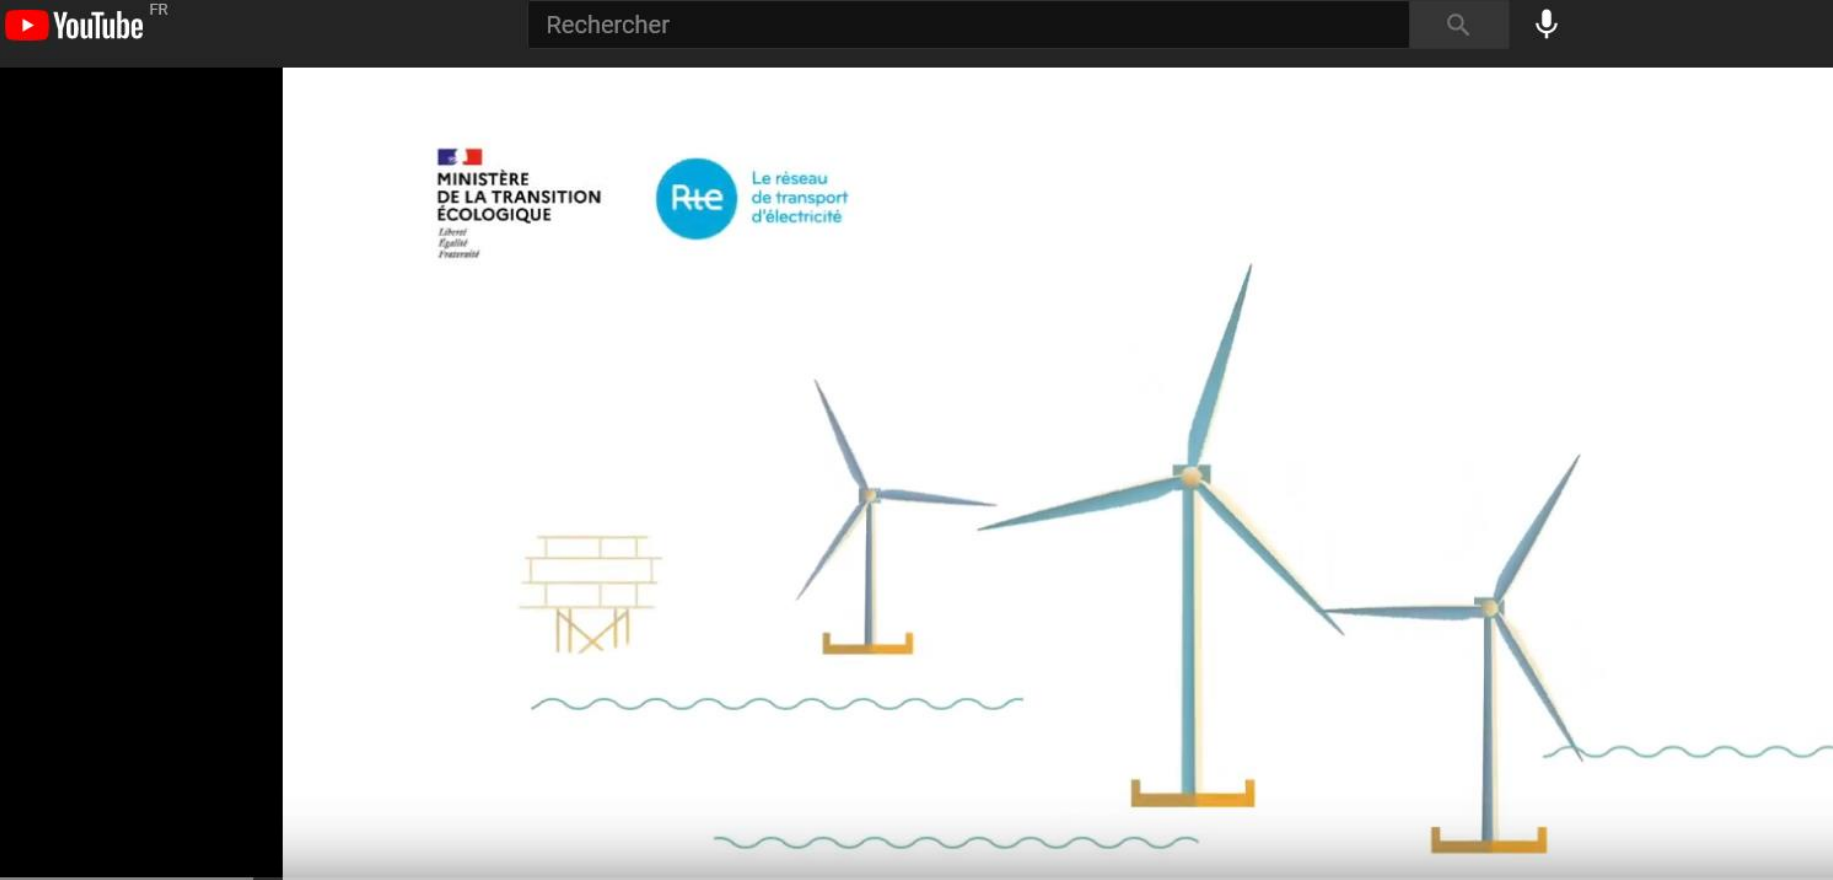 YouTube FR
Rechercher
MINISTÈRE
DE LA TRANSITION
ÉCOLOGIQUE
Liberté
Égalité
Fraternité
Rte
Le réseau
de transport
d'électricité